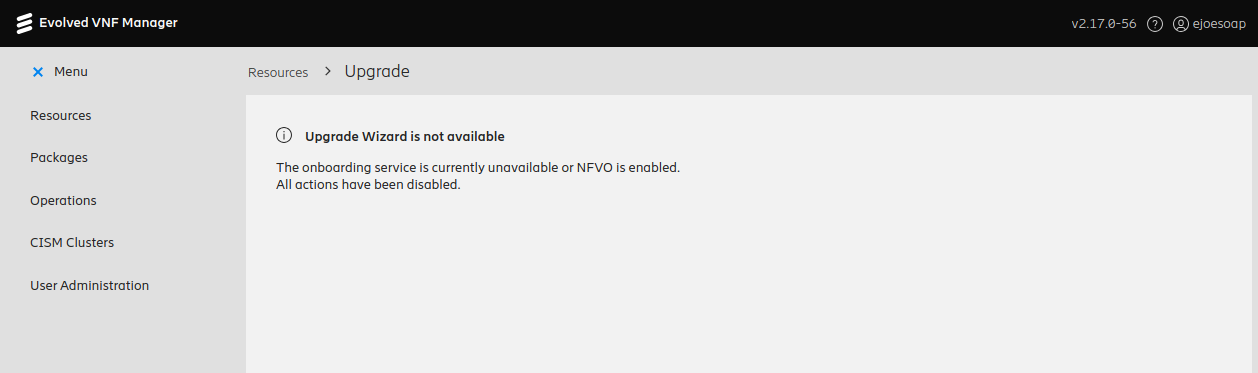 Evolved VNF Manager
v2.17.0-56
ejoesoap
Menu
Resources
Upgrade
Resources
Packages
Operations
CISM Clusters
User Administration
Upgrade Wizard is not available
The onboarding service is currently unavailable or NFVO is enabled.
All actions have been disabled.